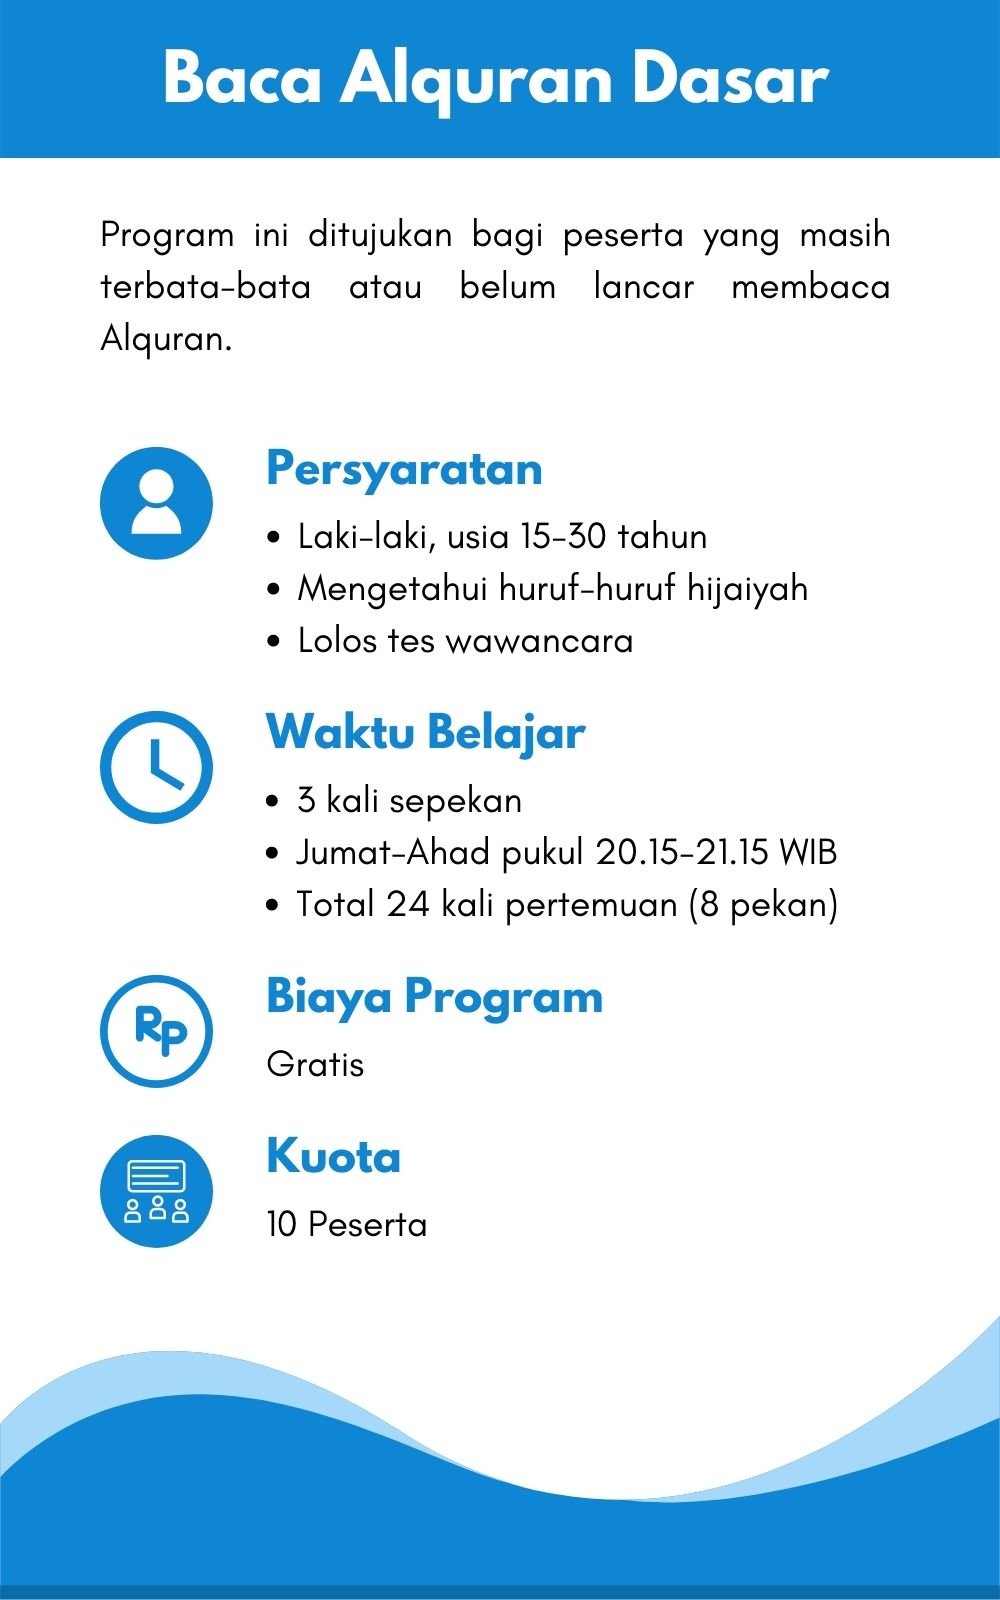 Baca Alquran Dasar
Program ini ditujukan bagi peserta yang masih
terbata-bata atau belum lancar membaca
Alquran.
Persyaratan
• Laki-laki, usia 15-30 tahun
• Mengetahui huruf-huruf hijaiyah
• Lolos tes wawancara
Waktu Belajar
• 3 kali sepekan
• Jumat-Ahad pukul 20.15-21.15 WIB
• Total 24 kali pertemuan (8 pekan)
Rp
Biaya Program
Gratis
Kuota
10 Peserta